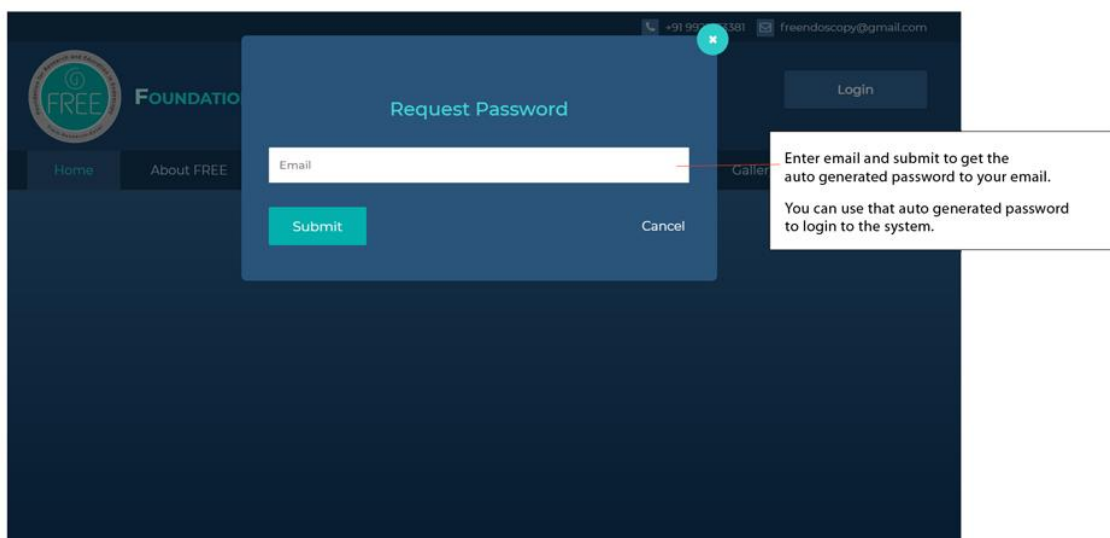 freendoscopy@gmail.com
FREE
FOUNDATIO
Request Password
Login
Home
About FREE
Email
Submit
Cancel
Enter email and submit to get the
auto generated password to your email.
You can use that auto generated password
to login to the system.